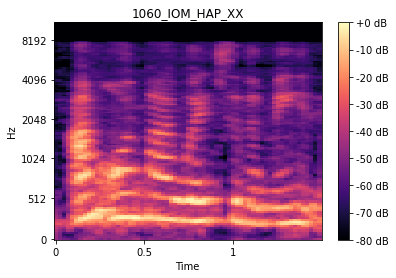 1060_IOM_HAP_XX
Hz
8192
4096
2048
1024
512
0
0
0.5
1
Time
+0 dB
-10 dB
-20 dB
-30 dB
-40 dB
-50 dB
-60 dB
-70 dB
-80 dB